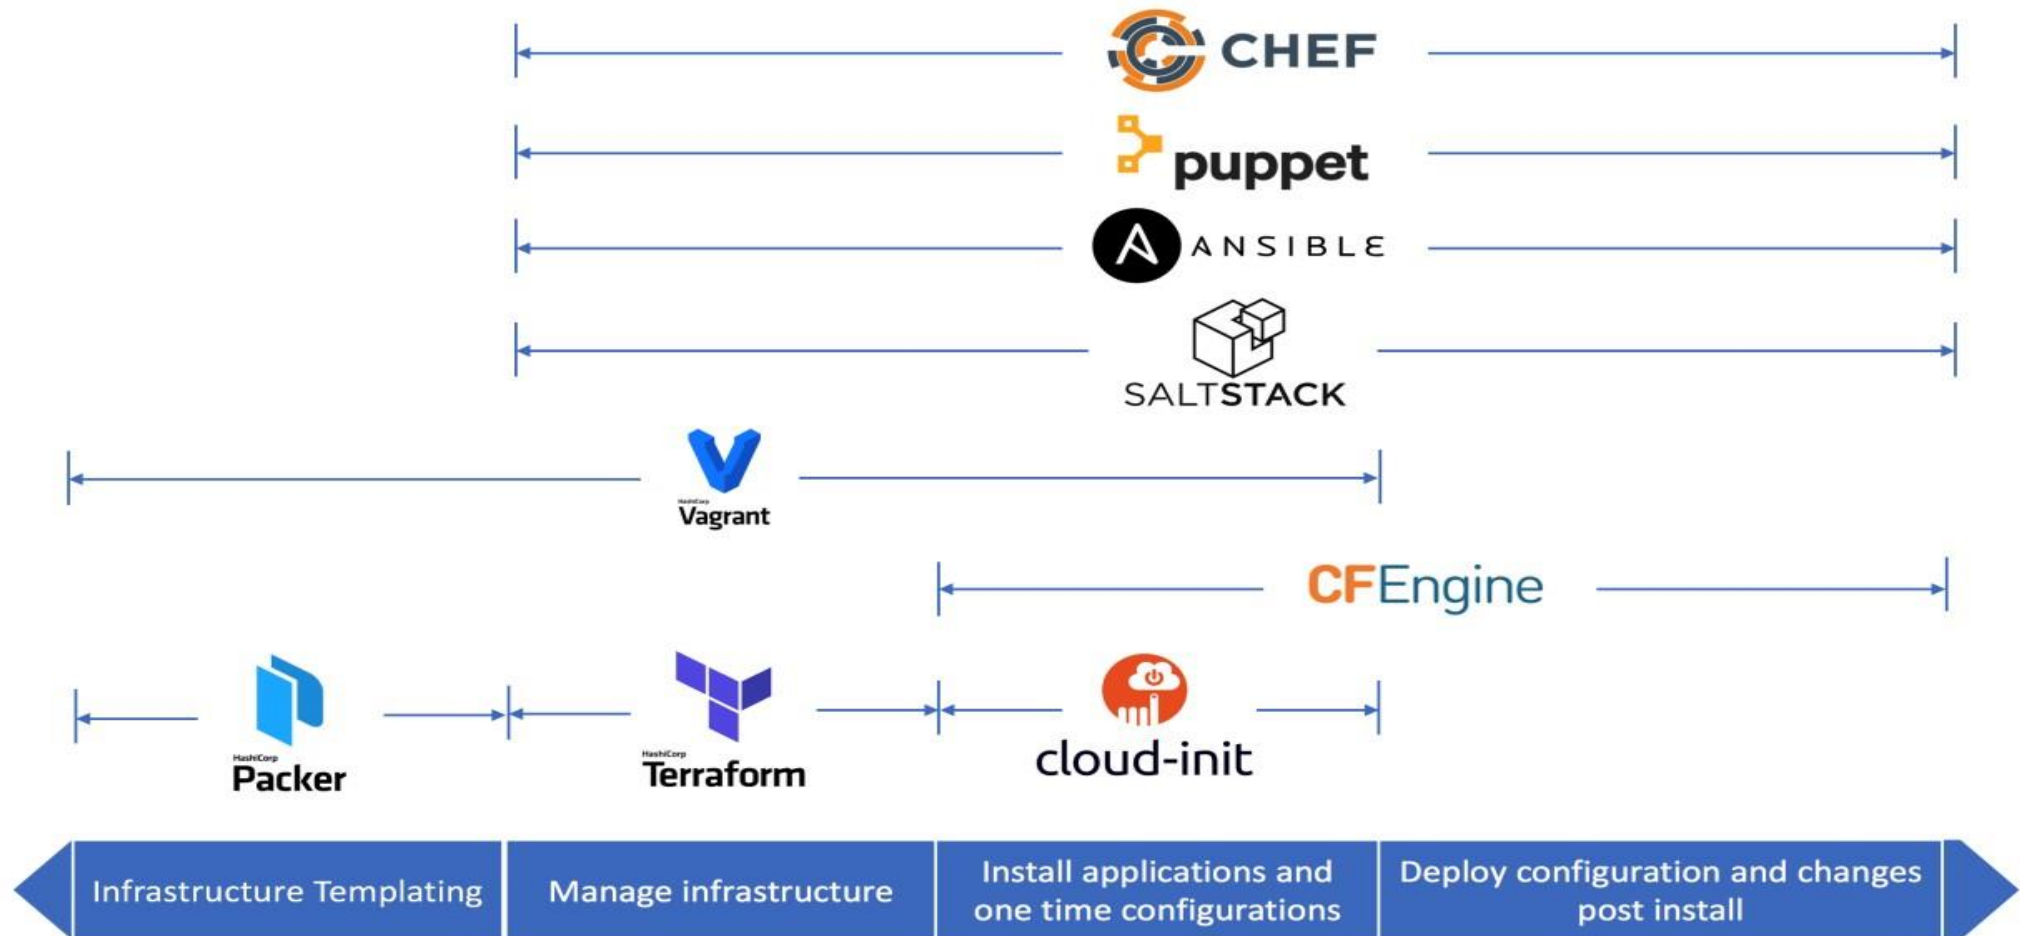 CHEF
puppet
A ANSIBLE
SALTSTACK
HashiCorp
Vagrant
CFEngine
HashiCorp
Packer
HashiCorp
Terraform
cloud-init
Infrastructure Templating
Manage infrastructure
Install applications and
one time configurations
Deploy configuration and changes
post install